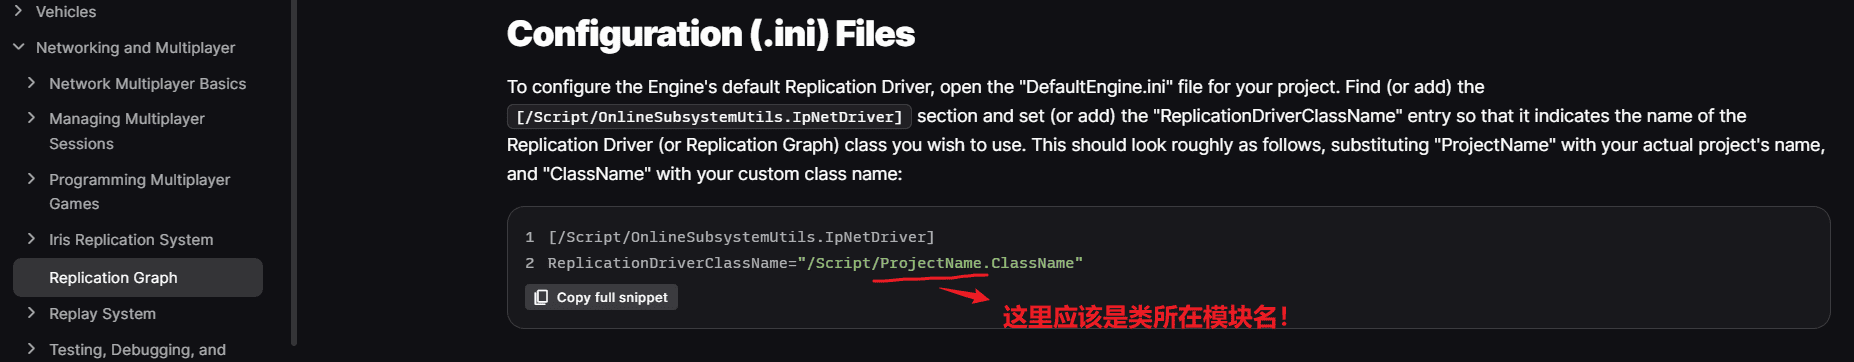 Vehicles
Networking and Multiplayer
Network Multiplayer Basics
Managing Multiplayer
Sessions
Programming Multiplayer
Games
Iris Replication System
Replication Graph
Replay System
Testing, Debugging, and
Configuration (.ini) Files
To configure the Engine's default Replication Driver, open the "DefaultEngine.ini" file for your project. Find (or add) the
[/Script/OnlineSubsystemUtils.IpNetDriver] section and set (or add) the "ReplicationDriverClassName" entry so that it indicates the name of the
Replication Driver (or Replication Graph) class you wish to use. This should look roughly as follows, substituting "ProjectName" with your actual project's name,
and "ClassName" with your custom class name:
1 [/Script/OnlineSubsystemUtils.IpNetDriver]
2 ReplicationDriverClassName="/Script/ProjectName.ClassName"
Copy full snippet
这里应该是类所在模块名！